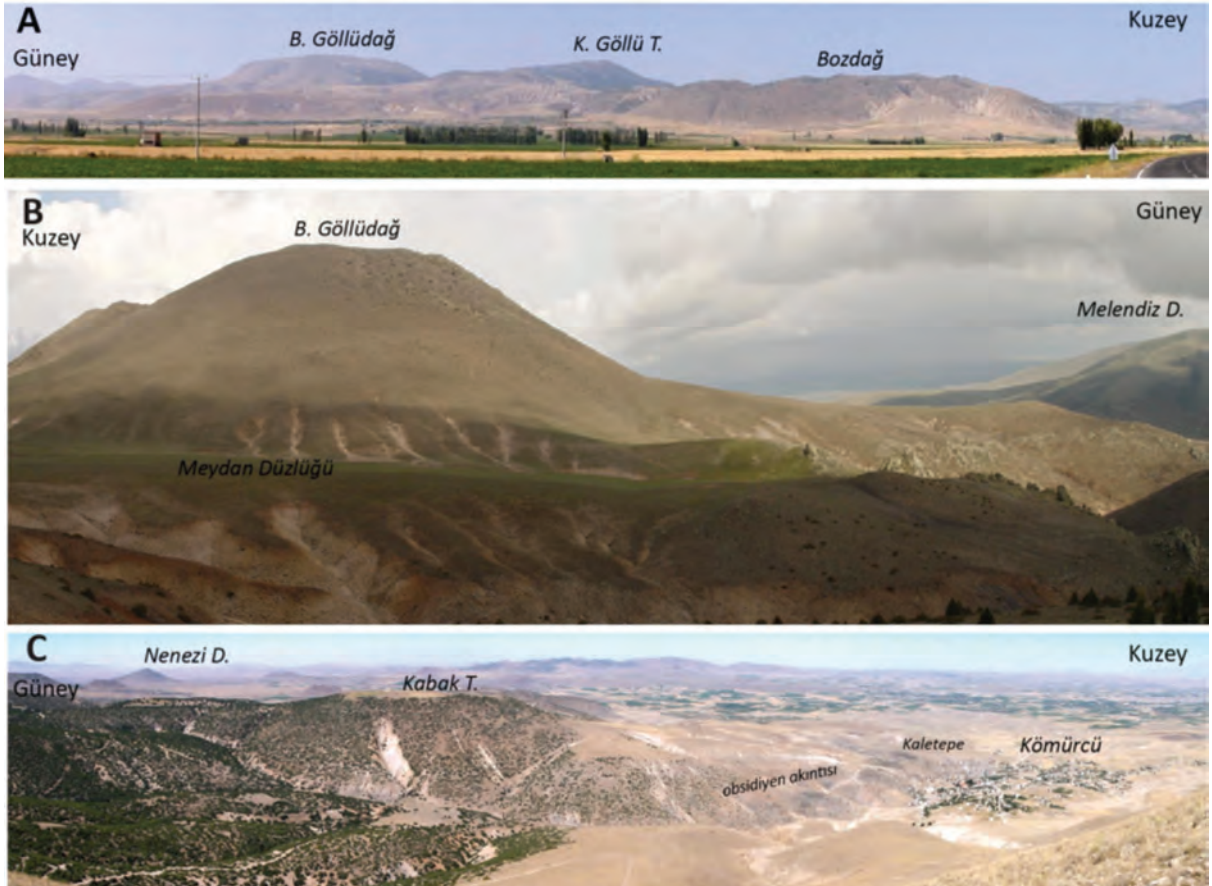 A
Güney
B. Göllüdağ
K. Göllü T.
Bozdağ
Kuzey
B
Kuzey
B. Göllüdağ
Güney
Melendiz D.
Meydan Düzlüğü
C
Nenezi D.
Güney
Kabak T.
Kuzey
Kaletepe
Kömürcü
obsidiyen akıntısı